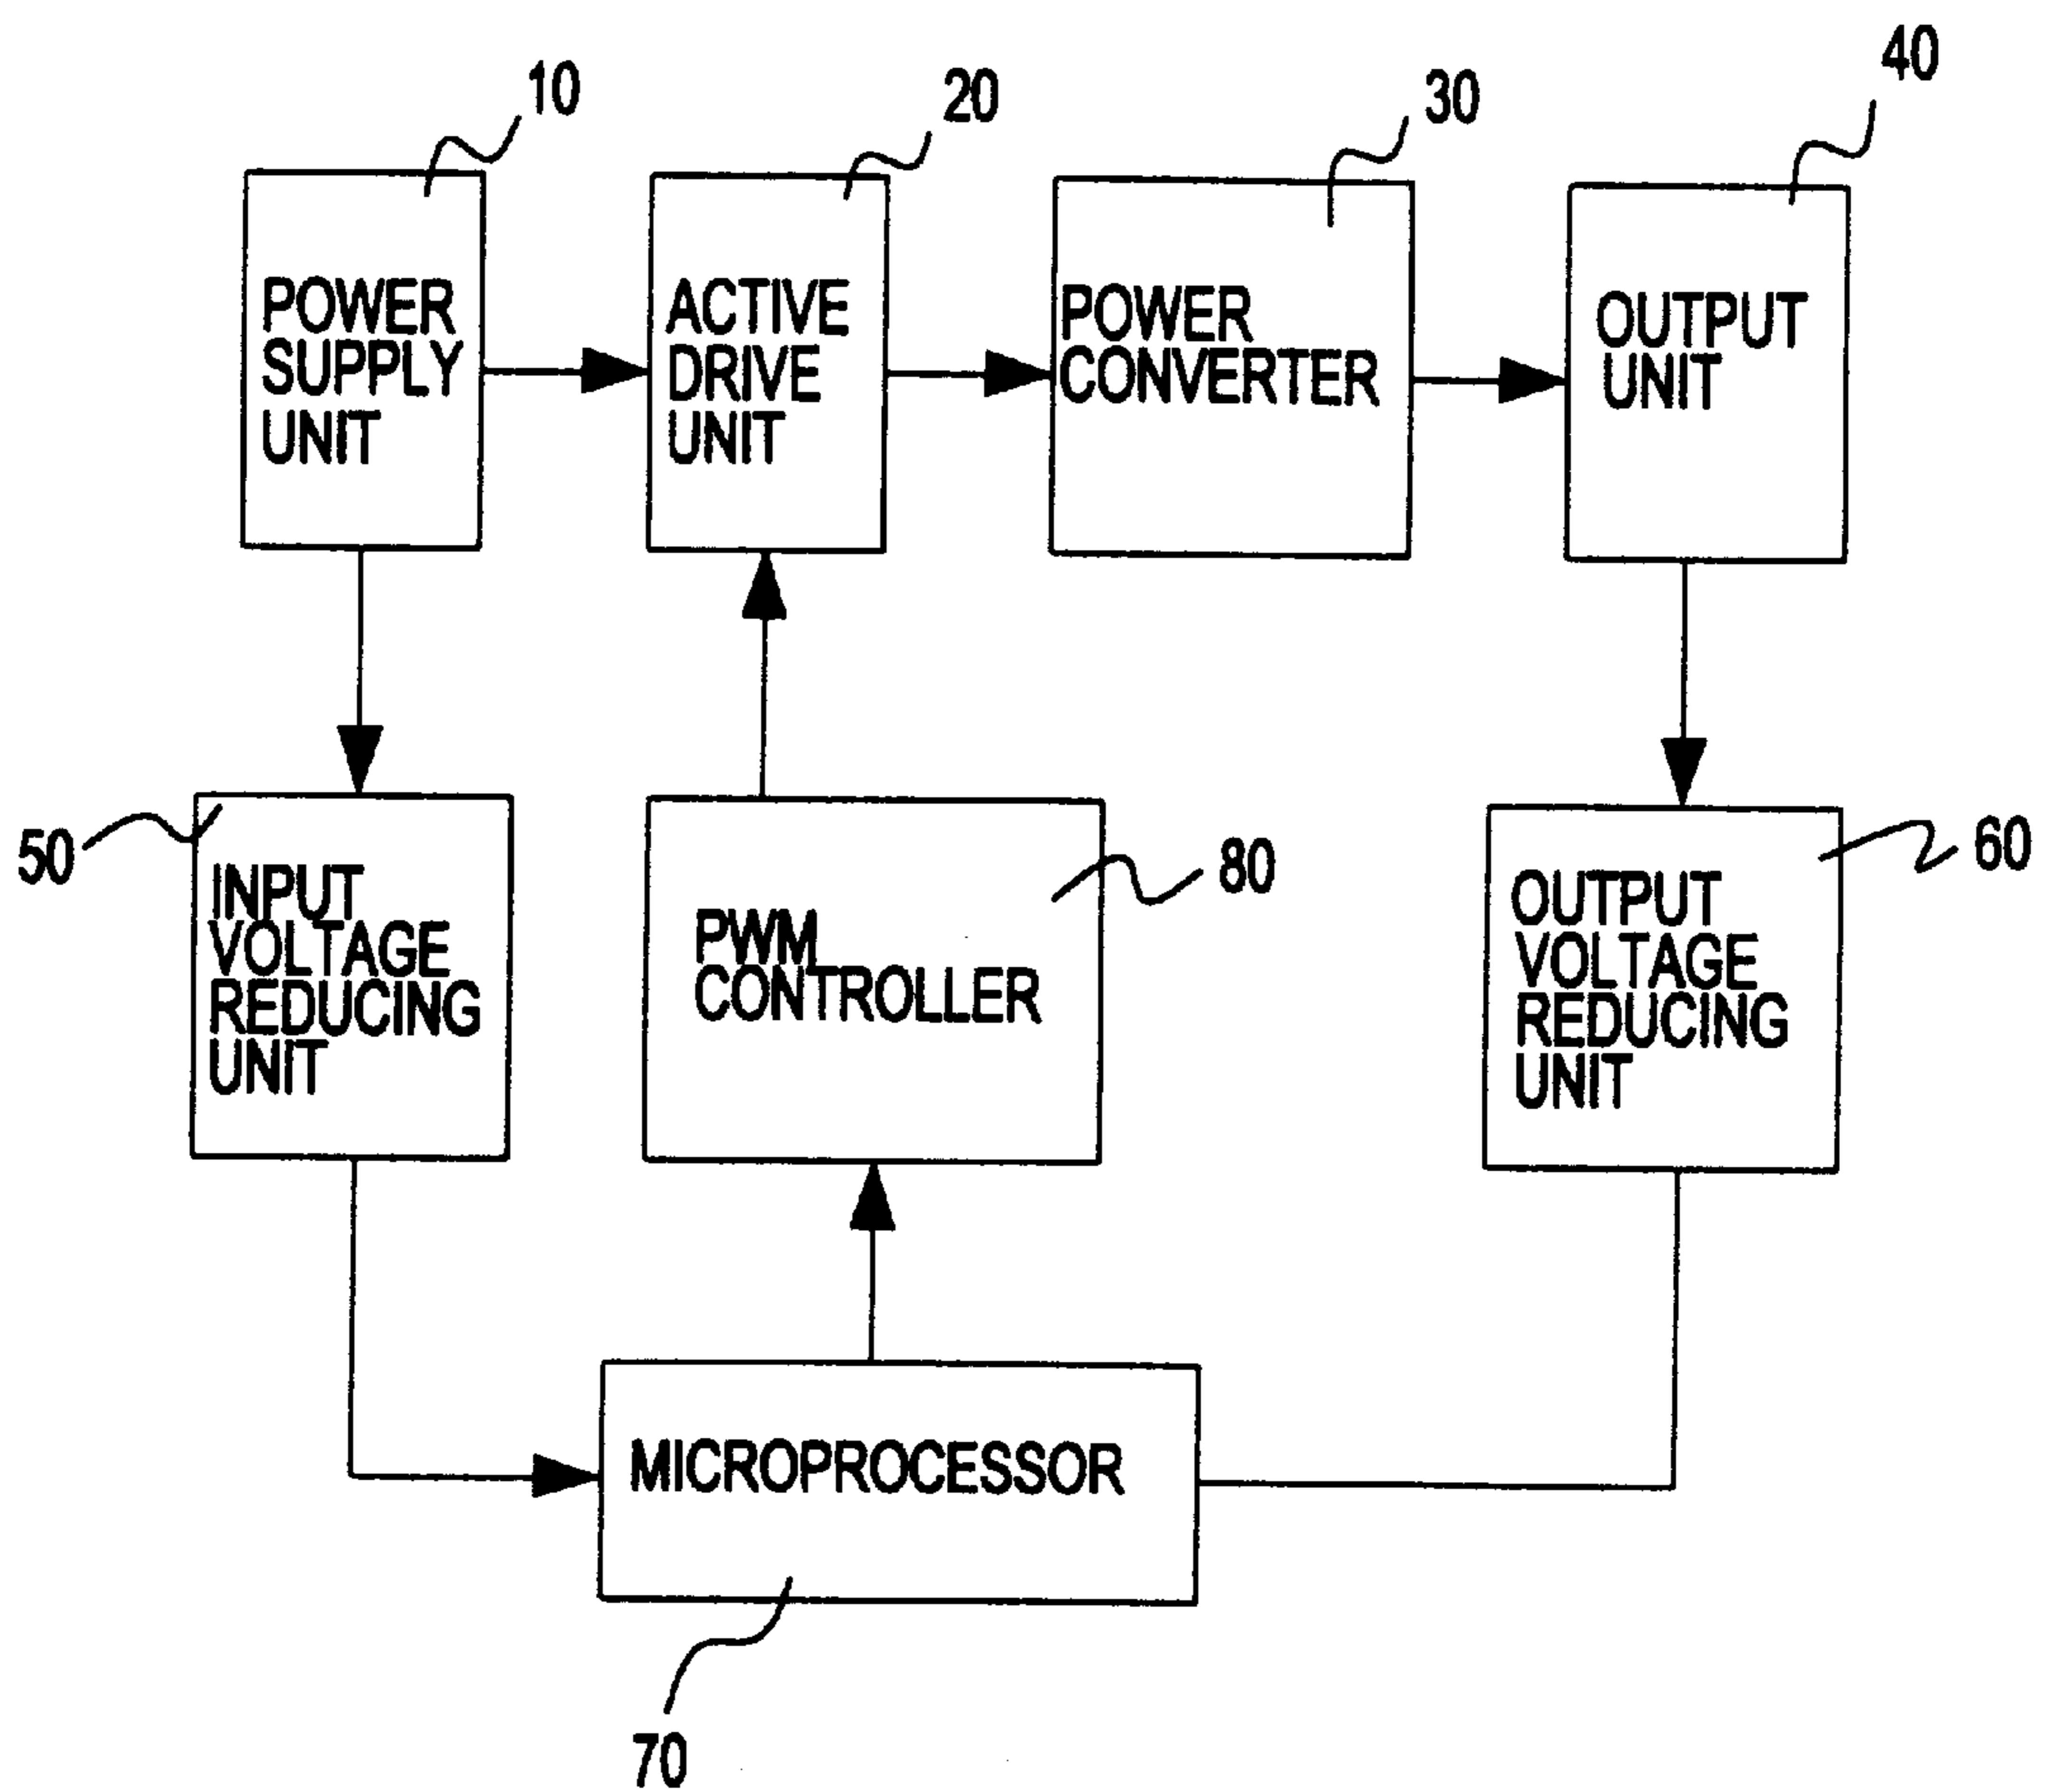 10
20
30
40
POWER
SUPPLY
UNIT
ACTIVE
DRIVE
UNIT
POWER
CONVERTER
OUTPUT
UNIT
50
INPUT
VOLTAGE
REDUCING
UNIT
80
PWM
CONTROLLER
60
OUTPUT
VOLTAGE
REDUCING
UNIT
MICROPROCESSOR
70